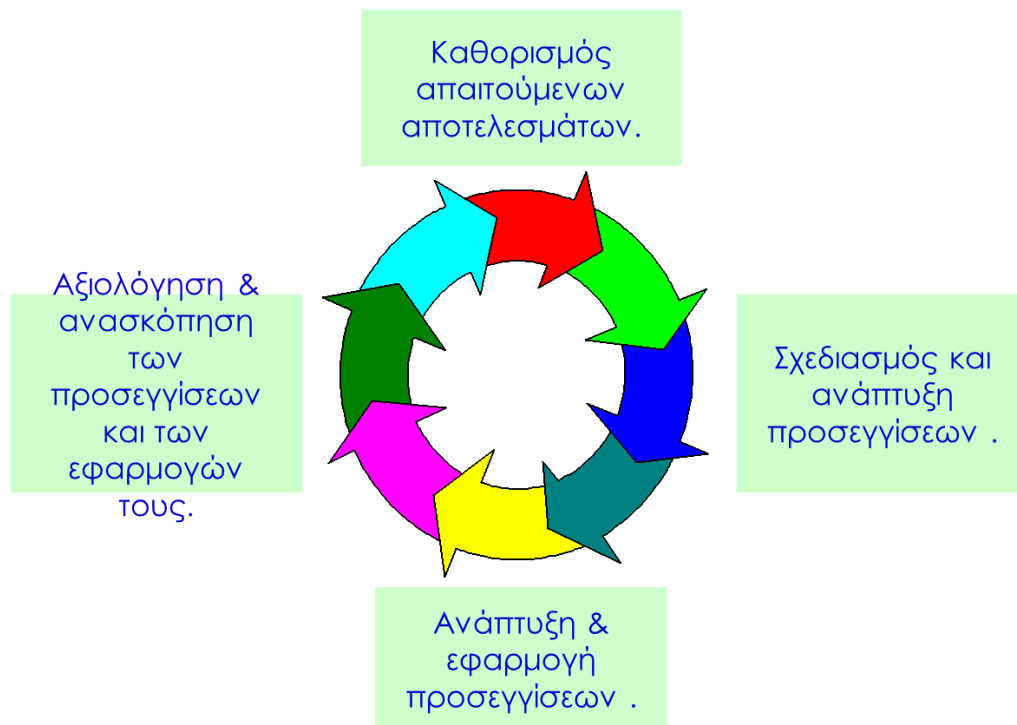 Καθορισμός
απαιτούμενων
αποτελεσμάτων.
Αξιολόγηση &
ανασκόπηση
των
προσεγγίσεων
και των
εφαρμογών
τους.
Σχεδιασμός και
ανάπτυξη
προσεγγίσεων .
Ανάπτυξη &
εφαρμογή
προσεγγίσεων .